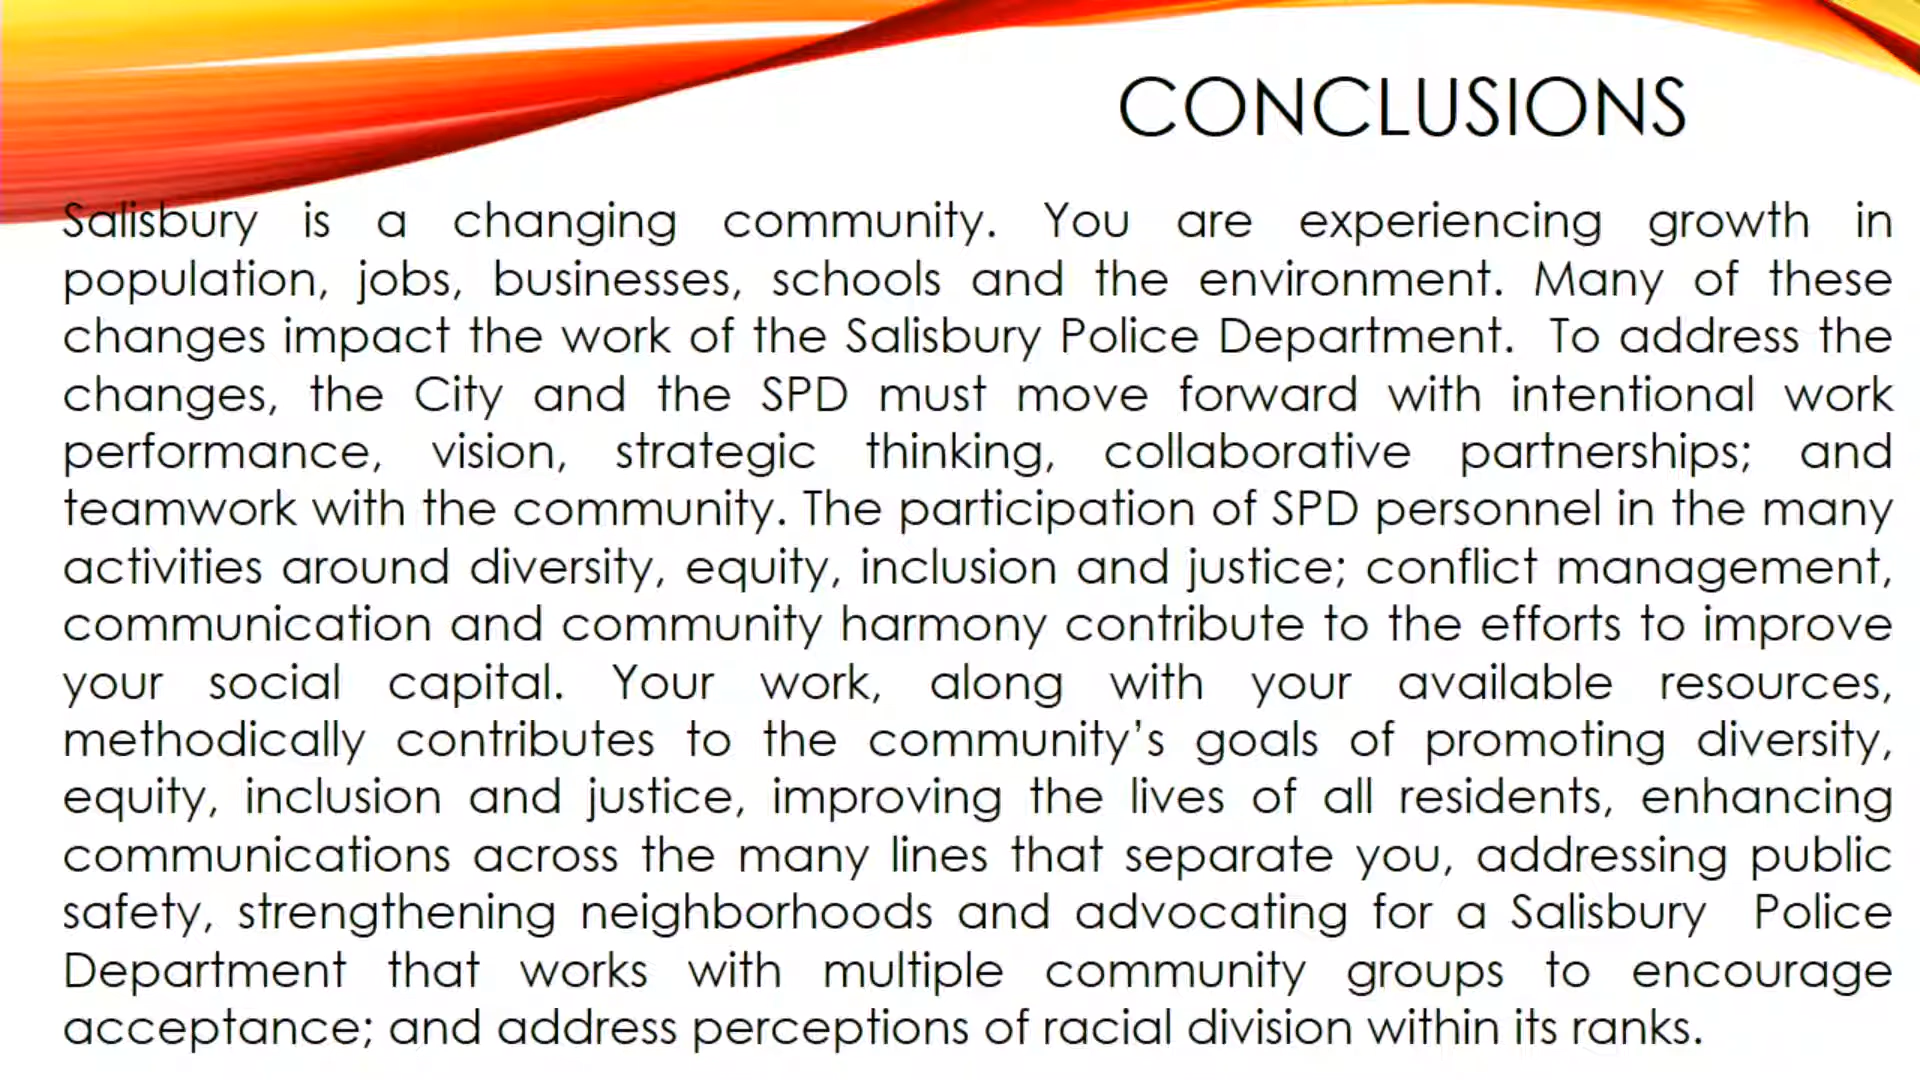 CONCLUSIONS
Salisbury is a changing community. You are experiencing growth in
population, jobs, businesses, schools and the environment. Many of these
changes impact the work of the Salisbury Police Department. To address the
changes, the City and the SPD must move forward with intentional work
performance, vision, strategic thinking, collaborative partnerships; and
teamwork with the community. The participation of SPD personnel in the many
activities around diversity, equity, inclusion and justice; conflict management,
communication and community harmony contribute to the efforts to improve
your social capital. Your work, along with your available resources,
methodically contributes to the community’s goals of promoting diversity,
equity, inclusion and justice, improving the lives of all residents, enhancing
communications across the many lines that separate you, addressing public
safety, strengthening neighborhoods and advocating for a Salisbury Police
Department that works with multiple community groups to encourage
acceptance; and address perceptions of racial division within its ranks.